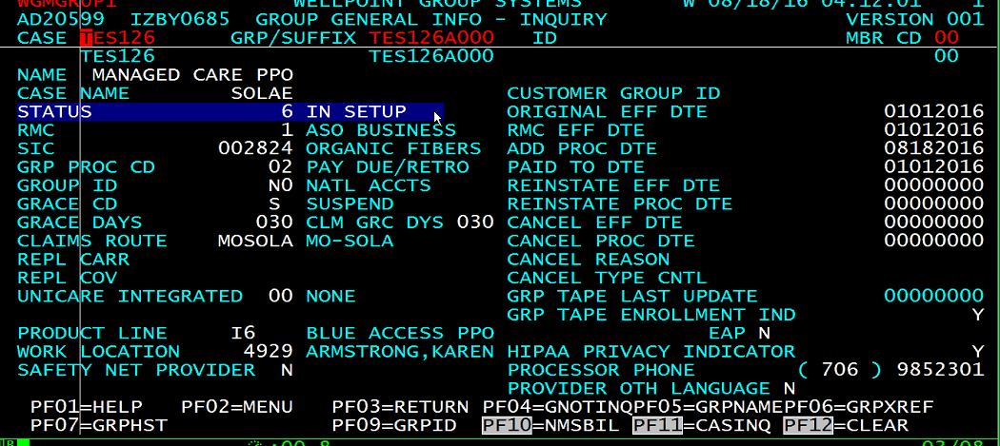 WGMGRUP1 WELLPOINT GROUP SYSTEMS W 08/18/16 04.12.01 1
AD20599 IZBY0685 GROUP GENERAL INFO - INQUIRY VERSION 001
CASE TES126 GRP/SUFFIX TES126A000 ID MBR CD 00
TES126 TES126A000 00
NAME MANAGED CARE PPO
CASE NAME SOLAE CUSTOMER GROUP ID
STATUS 6 IN SETUP ORIGINAL EFF DTE 01012016
RMC 1 ASO BUSINESS RMC EFF DTE 01012016
SIC 002824 ORGANIC FIBERS ADD PROC DTE 08182016
GRP PROC CD 02 PAY DUE/RETRO PAID TO DTE 01012016
GROUP ID N0 NATL ACCTS REINSTATE EFF DTE 00000000
GRACE CD S SUSPEND REINSTATE PROC DTE 00000000
GRACE DAYS 030 CLM GRC DYS 030 CANCEL EFF DTE 00000000
CLAIMS ROUTE MOSOLA MO-SOLA CANCEL PROC DTE 00000000
REPL CARR CANCEL REASON
REPL COV CANCEL TYPE CNTL
UNICARE INTEGRATED 00 NONE GRP TAPE LAST UPDATE 00000000
GRP TAPE ENROLLMENT IND Y
PRODUCT LINE I6 BLUE ACCESS PPO EAP N
WORK LOCATION 4929 ARMSTRONG,KAREN HIPAA PRIVACY INDICATOR Y
SAFETY NET PROVIDER N PROCESSOR PHONE ( 706 ) 9852301
PROVIDER OTH LANGUAGE N
PF01=HELP PF02=MENU PF03=RETURN PF04=GNOTINQPF05=GRPNAMEPF06=GRPXREF
PF07=GRPHST PF09=GRPID PF10=NMSBIL PF11=CASINQ PF12=CLEAR